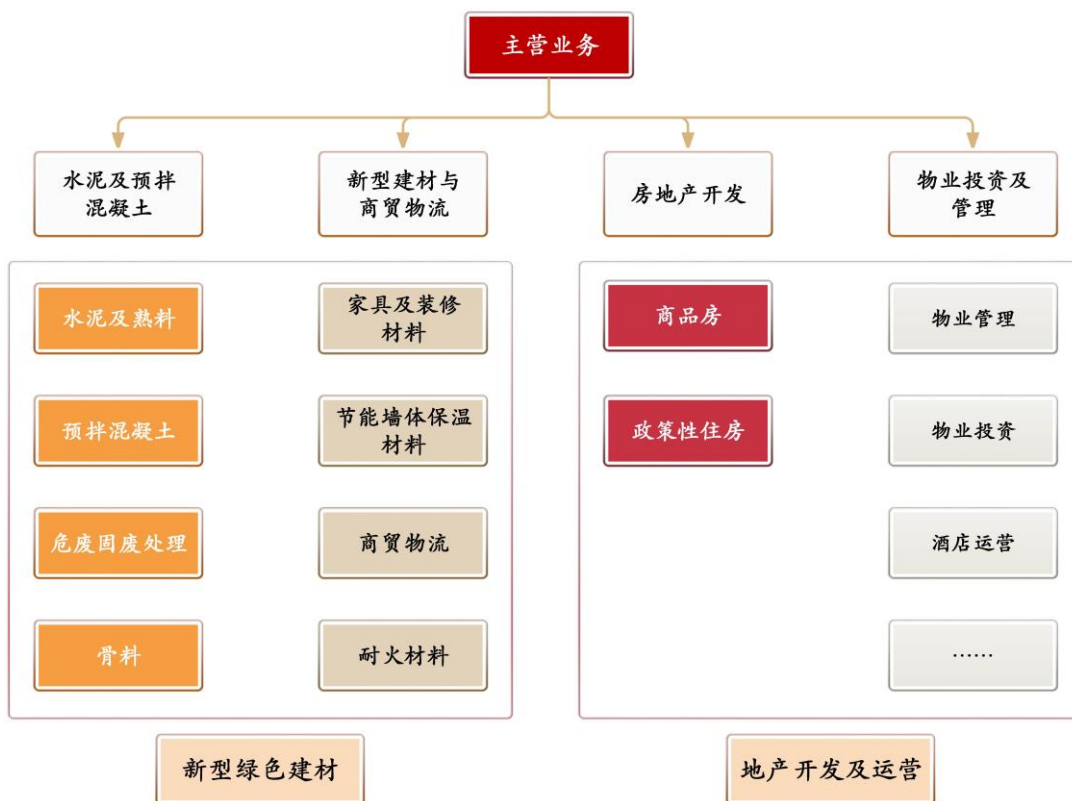 主营业务
水泥及预拌
混凝土
新型建材与
商贸物流
房地产开发
物业投资及
管理
水泥及熟料
家具及装修
材料
商品房
物业管理
预拌混凝土
节能墙体保温
材料
政策性住房
物业投资
危废固废处理
商贸物流
酒店运营
骨料
耐火材料
……
新型绿色建材
地产开发及运营